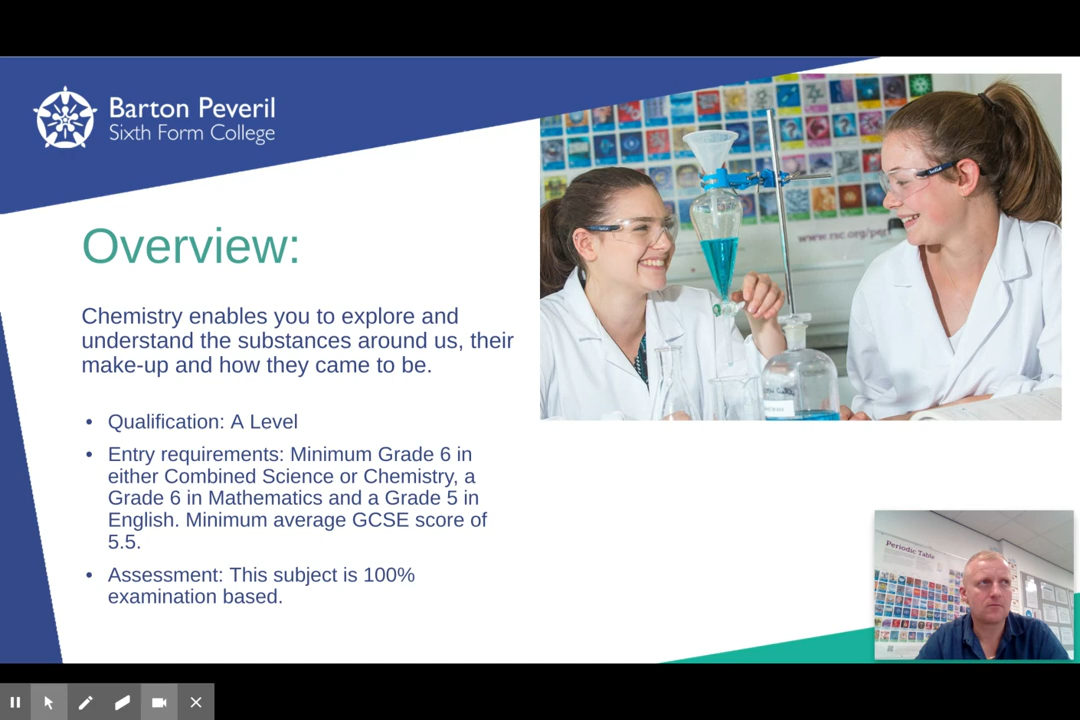 Barton Peveril
Sixth Form College
Overview:
Chemistry enables you to explore and
understand the substances around us, their
make-up and how they came to be.
• Qualification: A Level
• Entry requirements: Minimum Grade 6 in
either Combined Science or Chemistry, a
Grade 6 in Mathematics and a Grade 5 in
English. Minimum average GCSE score of
5.5.
• Assessment: This subject is 100%
examination based.
Periodic Table